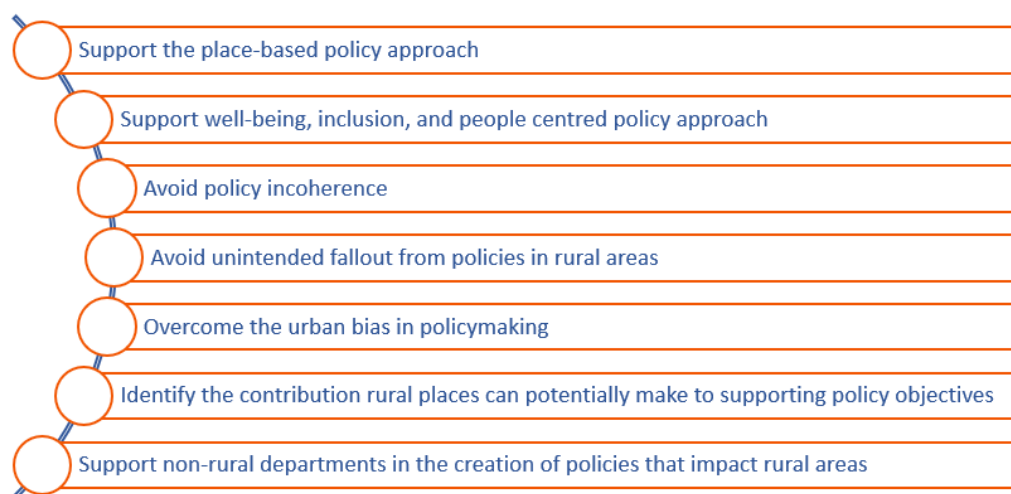 Support the place-based policy approach
Support well-being, inclusion, and people centred policy approach
Avoid policy incoherence
Avoid unintended fallout from policies in rural areas
Overcome the urban bias in policymaking
Identify the contribution rural places can potentially make to supporting policy objectives
Support non-rural departments in the creation of policies that impact rural areas